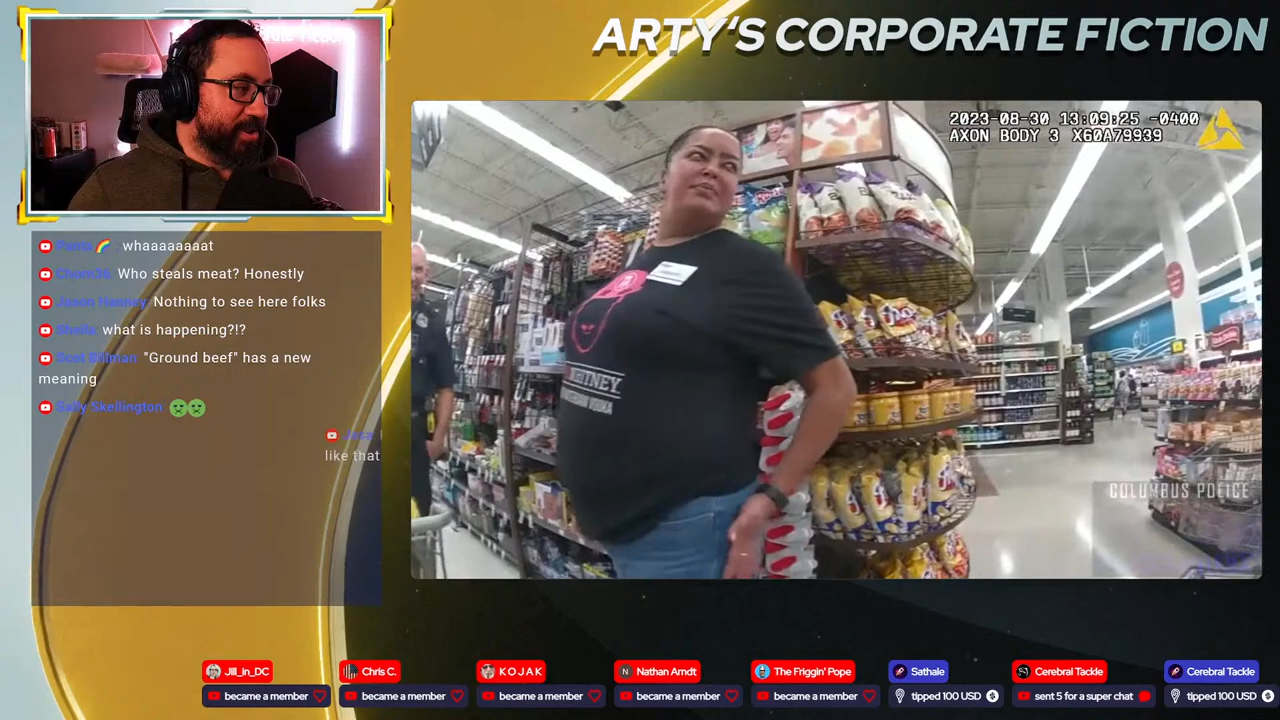 ARTY'S CORPORATE FICTION
2023-08-30 13:09:25 -0400
AXON BODY 3 X60A79939
whaaaaaaaat
Who steals meat? Honestly
Nothing to see here folks
what is happening?!?
"Ground beef" has a new
meaning
Sally Skellington
like that
COLUMBUS POLICE
Jill_in_DC
became a member
Chris C.
became a member
K O J A K
became a member
N Nathan Arndt
became a member
The Friggin' Pope
became a member
Sathale
tipped 100 USD
Cerebral Tackle
sent 5 for a super chat
Cerebral Tackle
tipped 100 USD